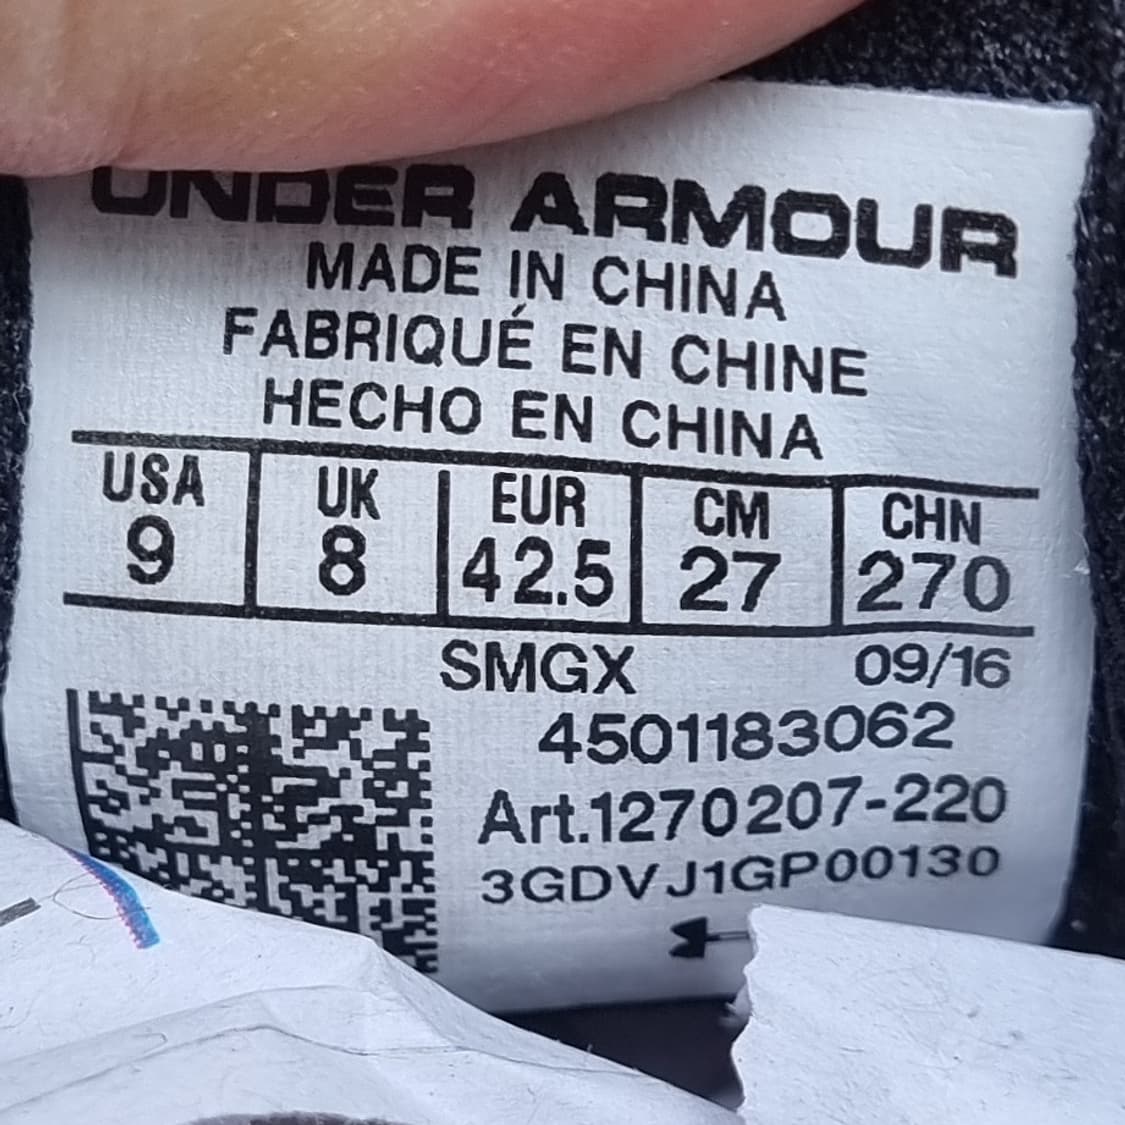 UNDER ARMOUR
MADE IN CHINA
FABRIQUÉ EN CHINE
HECHO EN CHINA
USA UK EUR CM CHN
9 8 42.5 27 270
SMGX 09/16
4501183062
Art.1270207-220
3GDVJ1GP00130